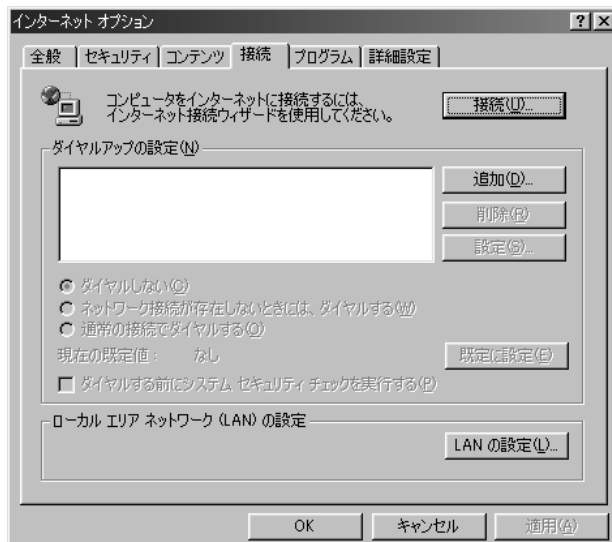 インターネット オプション
全般 セキュリティ コンテンツ 接続 プログラム 詳細設定
コンピュータをインターネットに接続するには、
インターネット接続ウィザードを使用してください。
接続(U)...
ダイヤルアップの設定(N)
追加(D)...
削除(R)
設定(S)...
ダイヤルしない(C)
ネットワーク接続が存在しないときには、ダイヤルする(W)
通常の接続でダイヤルする(O)
現在の既定値: なし
既定に設定(E)
ダイヤルする前にシステム セキュリティ チェックを実行する(P)
ローカル エリア ネットワーク (LAN) の設定
LAN の設定(L)...
OK キャンセル 適用(A)